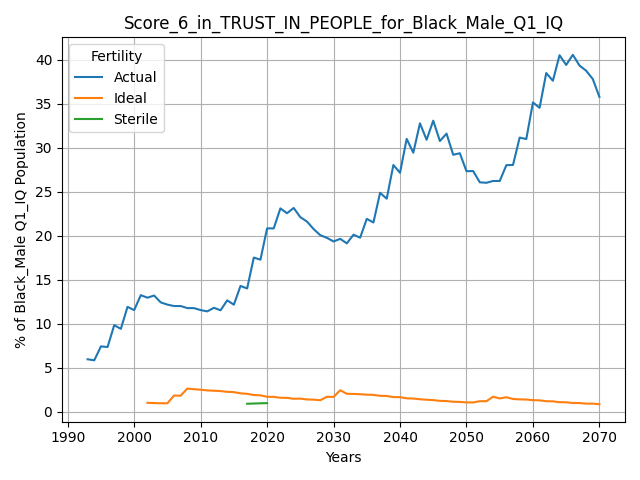 Score_6_in_TRUST_IN_PEOPLE_for_Black_Male_Q1_IQ
Fertility
Actual
Ideal
Sterile
% of Black_Male Q1_IQ Population
40
35
30
25
20
15
10
5
0
1990 2000 2010 2020 2030 2040 2050 2060 2070
Years